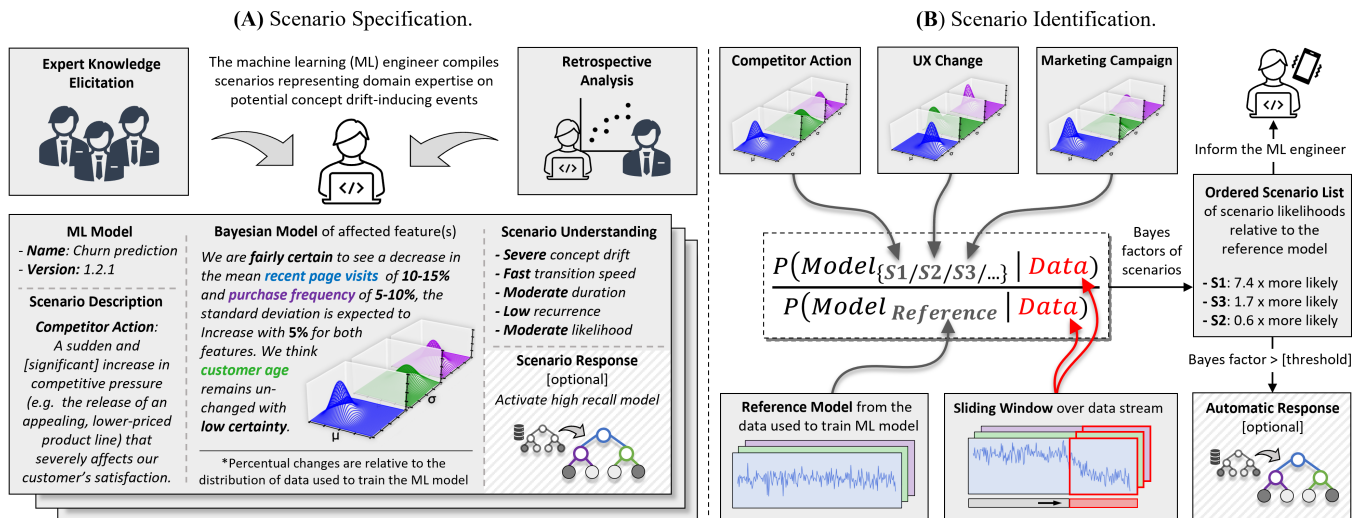 (A) Scenario Specification.
Expert Knowledge
Elicitation
The machine learning (ML) engineer compiles
scenarios representing domain expertise on
potential concept drift-inducing events
Retrospective
Analysis
ML Model
- Name: Churn prediction
- Version: 1.2.1
Scenario Description
Competitor Action:
A sudden and
[significant] increase in
competitive pressure
(e.g. the release of an
appealing, lower-priced
product line) that
severely affects our
customer's satisfaction.
Bayesian Model of affected feature(s)
We are fairly certain to see a decrease in
the mean recent page visits of 10-15%
and purchase frequency of 5-10%, the
standard deviation is expected to
Increase with 5% for both
features. We think
customer age
remains un-
changed with
low certainty.
μ
σ
*Percentual changes are relative to the
distribution of data used to train the ML model
Scenario Understanding
- Severe concept drift
- Fast transition speed
- Moderate duration
- Low recurrence
- Moderate likelihood
Scenario Response
[optional]
Activate high recall model
(B) Scenario Identification.
Competitor Action
μ
σ
σ
UX Change
μ
σ
σ
Marketing Campaign
μ
σ
σ
P(Model{S1/S2/S3/...} | Data)
P(Model Reference | Data)
Reference Model from the
data used to train ML model
Sliding Window over data stream
Bayes
factors of
scenarios
Inform the ML engineer
Ordered Scenario List
of scenario likelihoods
relative to the
reference model
- S1: 7.4 x more likely
- S3: 1.7 x more likely
- S2: 0.6 x more likely
Bayes factor > [threshold]
Automatic Response
[optional]